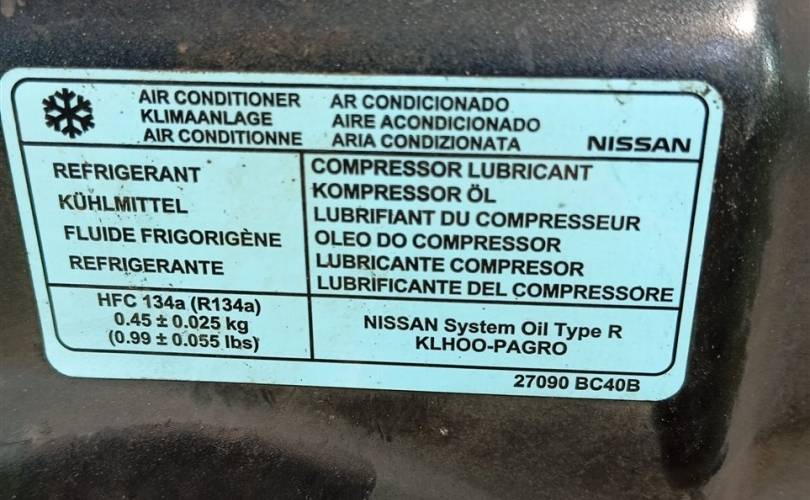 AIR CONDITIONER
KLIMAANLAGE
AIR CONDITIONNE
AR CONDICIONADO
AIRE ACONDICIONADO
ARIA CONDIZIONATA
NISSAN
REFRIGERANT
KÜHLMITTEL
FLUIDE FRIGORIGÈNE
REFRIGERANTE
COMPRESSOR LUBRICANT
KOMPRESSOR ÖL
LUBRIFIANT DU COMPRESSEUR
OLEO DO COMPRESSOR
LUBRICANTE COMPRESOR
LUBRIFICANTE DEL COMPRESSORE
HFC 134a (R134a)
0.45 ± 0.025 kg
(0.99 ± 0.055 lbs)
NISSAN System Oil Type R
KLHOO-PAGRO
27090 BC40B